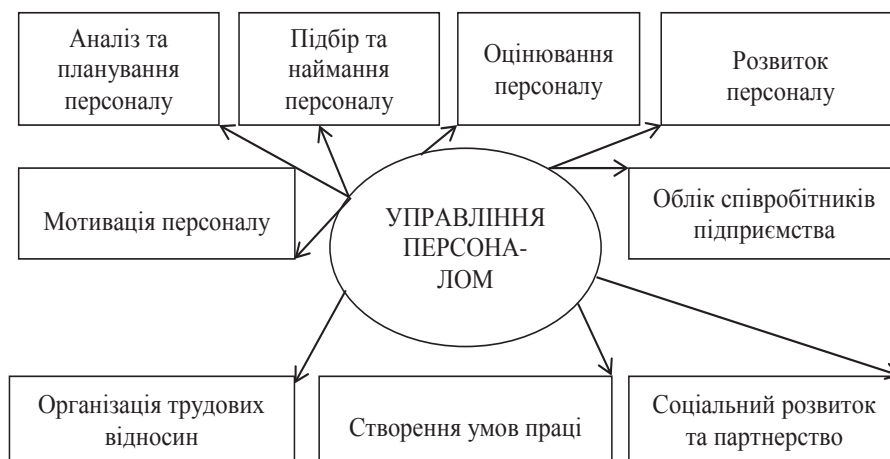 Аналіз та
планування
персоналу
Підбір та
наймання
персоналу
Оцінювання
персоналу
Розвиток
персоналу
Мотивація персоналу
УПРАВЛІННЯ
ПЕРСОНА-
ЛОМ
Облік співробітників
підприємства
Організація трудових
відносин
Створення умов праці
Соціальний розвиток
та партнерство